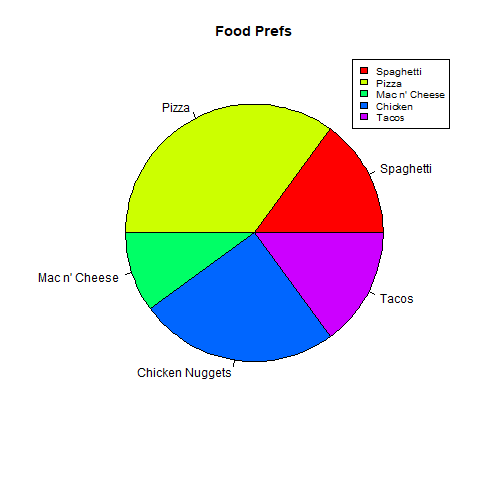 Food Prefs
Spaghetti
Pizza
Mac n' Cheese
Chicken
Tacos
Pizza
Spaghetti
Mac n' Cheese
Tacos
Chicken Nuggets